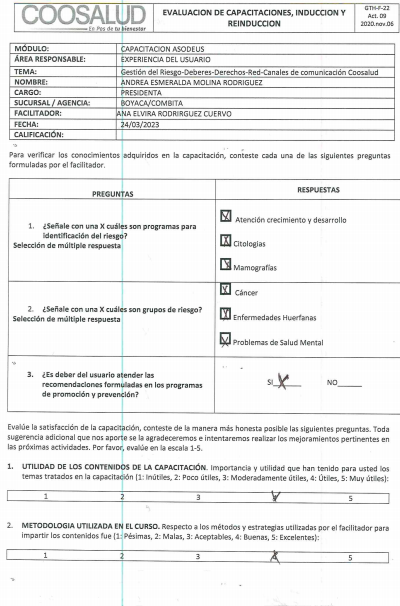 COOSALUD
En Pos de tu bienestar
EVALUACION DE CAPACITACIONES, INDUCCION Y
REINDUCCION
GTH-F-22
Act. 09
2020.nov.06
MÓDULO: CAPACITACION ASODEUS
ÁREA RESPONSABLE: EXPERIENCIA DEL USUARIO
TEMA: Gestión del Riesgo-Deberes-Derechos-Red-Canales de comunicación Coosalud
NOMBRE: ANDREA ESMERALDA MOLINA RODRIGUEZ
CARGO: PRESIDENTA
SUCURSAL / AGENCIA: BOYACA/COMBITA
FACILITADOR: ANA ELVIRA RODRIRGUEZ CUERVO
FECHA: 24/03/2023
CALIFICACIÓN:
Para verificar los conocimientos adquiridos en la capacitación, conteste cada una de las siguientes preguntas
formuladas por el facilitador.
PREGUNTAS RESPUESTAS
1. ¿Señale con una X cuáles son programas para
identificación del riesgo?
Selección de múltiple respuesta
X Atención crecimiento y desarrollo
X Citologías
X Mamografías
2. ¿Señale con una X cuáles son grupos de riesgo?
Selección de múltiple respuesta
X Cáncer
X Enfermedades Huerfanas
X Problemas de Salud Mental
3. ¿Es deber del usuario atender las
recomendaciones formuladas en los programas
de promoción y prevención?
SI X NO
Evalúe la satisfacción de la capacitación, conteste de la manera más honesta posible las siguientes preguntas. Toda
sugerencia adicional que nos aporte se la agradeceremos e intentaremos realizar los mejoramientos pertinentes en
las próximas actividades. Por favor, evalúe en la escala 1-5.
1. UTILIDAD DE LOS CONTENIDOS DE LA CAPACITACIÓN. Importancia y utilidad que han tenido para usted los
temas tratados en la capacitación (1: Inútiles, 2: Poco útiles, 3: Moderadamente útiles, 4: Útiles, 5: Muy útiles):
1 2 3 4 5
2. METODOLOGIA UTILIZADA EN EL CURSO. Respecto a los métodos y estrategias utilizadas por el facilitador para
impartir los contenidos fue (1: Pésimas, 2: Malas, 3: Aceptables, 4: Buenas, 5: Excelentes):
1 2 3 4 5